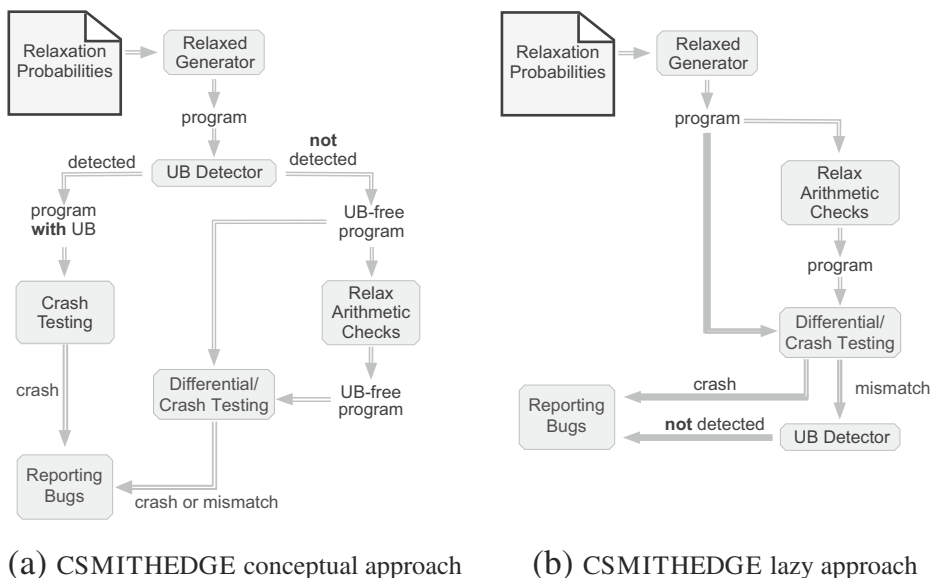 Relaxation
Probabilities
Relaxed
Generator
program
detected
not
detected
UB Detector
program
with UB
UB-free
program
Crash
Testing
Relax
Arithmetic
Checks
crash
Differential/
Crash Testing
UB-free
program
Reporting
Bugs
crash or mismatch
(a) CSMITHEDGE conceptual approach
Relaxation
Probabilities
Relaxed
Generator
program
Relax
Arithmetic
Checks
program
Differential/
Crash Testing
crash
mismatch
Reporting
Bugs
not detected
UB Detector
(b) CSMITHEDGE lazy approach